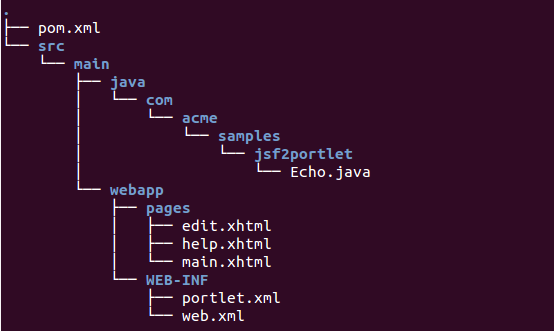 .
├── pom.xml
└── src
    └── main
        ├── java
        │   └── com
        │       └── acme
        │           └── samples
        │               └── jsf2portlet
        │                   └── Echo.java
        └── webapp
            ├── pages
            │   ├── edit.xhtml
            │   ├── help.xhtml
            │   └── main.xhtml
            └── WEB-INF
                ├── portlet.xml
                └── web.xml